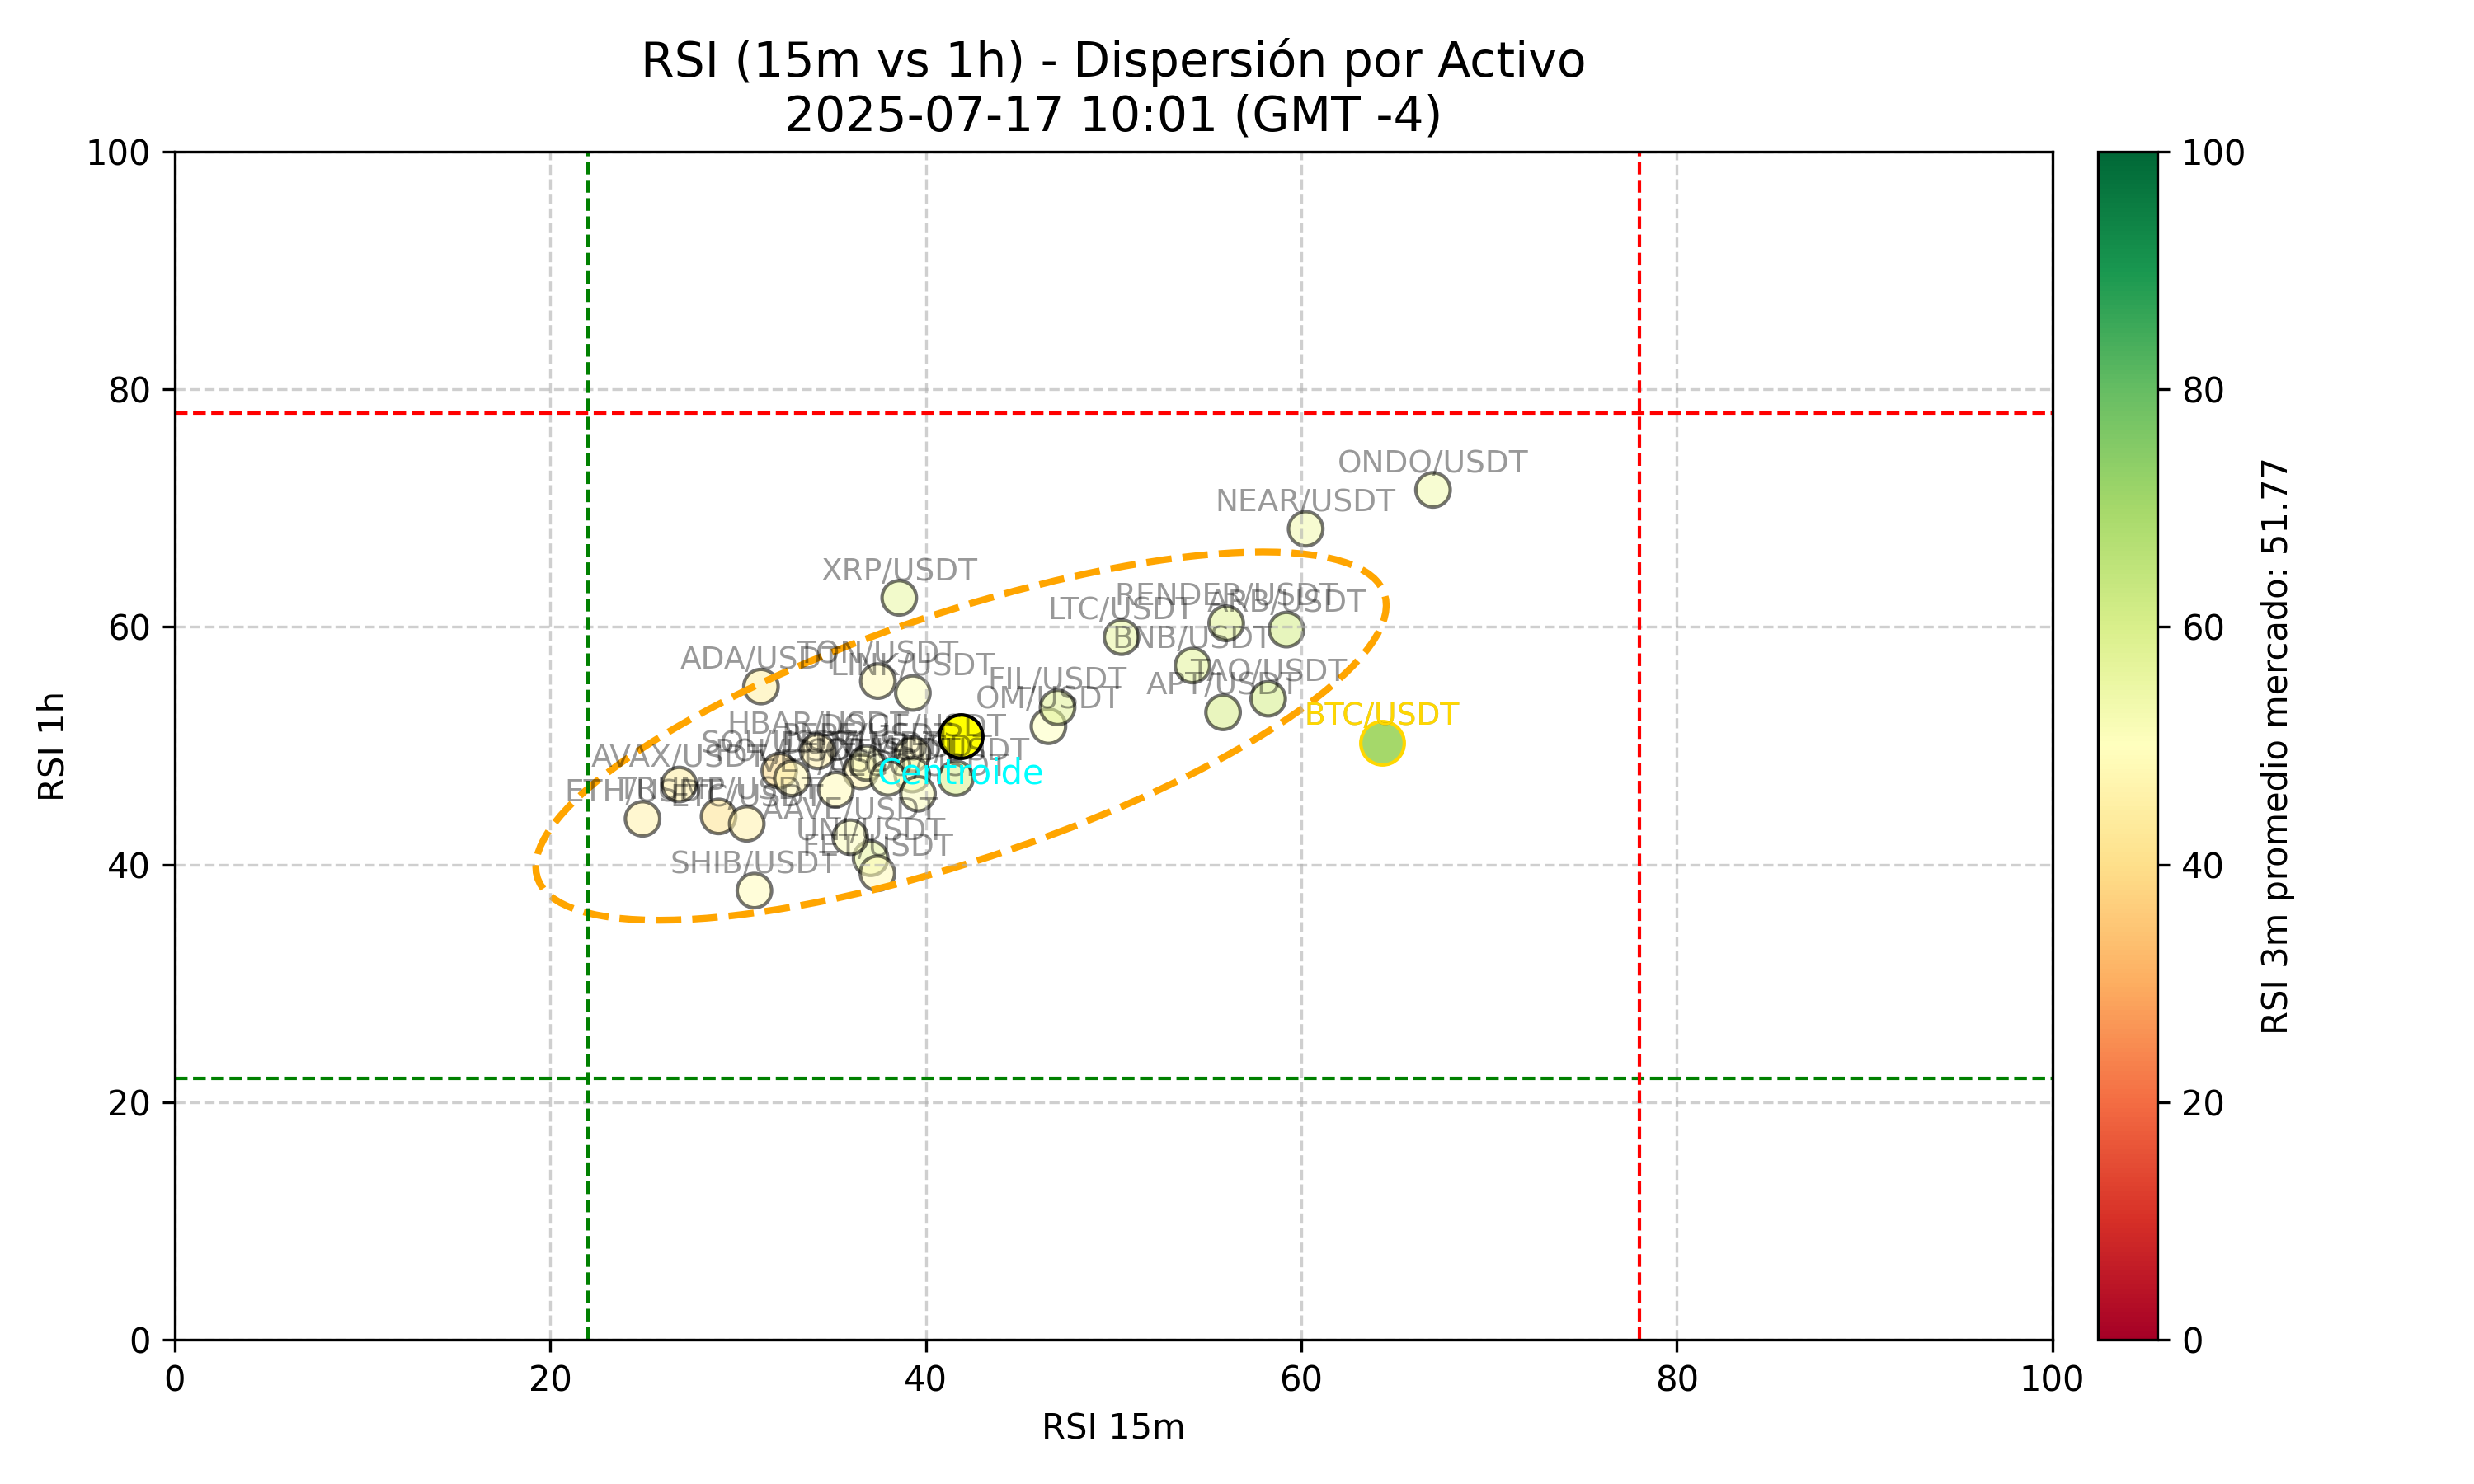 RSI (15m vs 1h) - Dispersión por Activo
2025-07-17 10:01 (GMT -4)
100
80
60
40
20
0
RSI 1h
0
20
40
60
80
100
RSI 15m
ONDO/USDT
NEAR/USDT
XRP/USDT
RENDER/USDT
ARB/USDT
LTC/USDT
BNB/USDT
TON/USDT
ADA/USDT
LINK/USDT
TAO/USDT
FIL/USDT
APT/USDT
OM/USDT
BTC/USDT
HBAR/USDT
AVAX/USDT
Centroide
ETH/USDT
TRUMP/USDT
ETC/USDT
AAVE/USDT
UNI/USDT
FET/USDT
SHIB/USDT
100
80
60
40
20
0
RSI 3m promedio mercado: 51.77